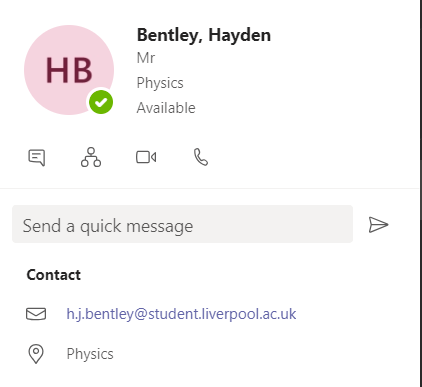 HB
Bentley, Hayden
Mr
Physics
Available
Send a quick message
Contact
h.j.bentley@student.liverpool.ac.uk
Physics